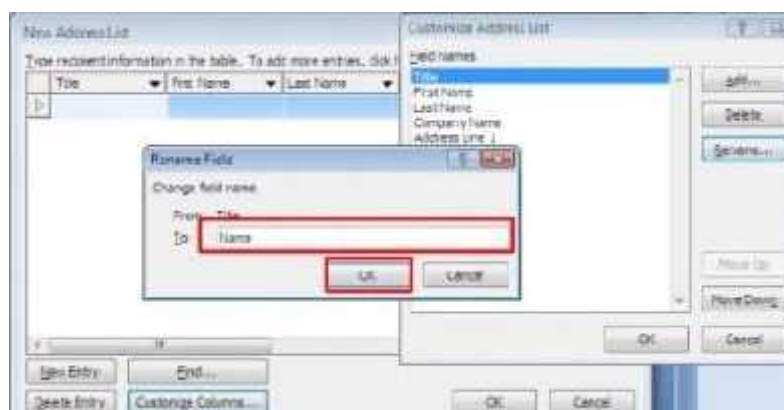 New Address List
Type recipient information in the table. To add more entries, click
Title First Name Last Name
New Entry Find...
Delete Entry Customize Columns... OK Cancel
Customize Address List
Field Names
Title
First Name
Last Name
Company Name
Address Line 1
Add...
Delete
Rename...
Move Up
Move Down
OK Cancel
Rename Field
Change field name
From: Title
To: Name
OK Cancel